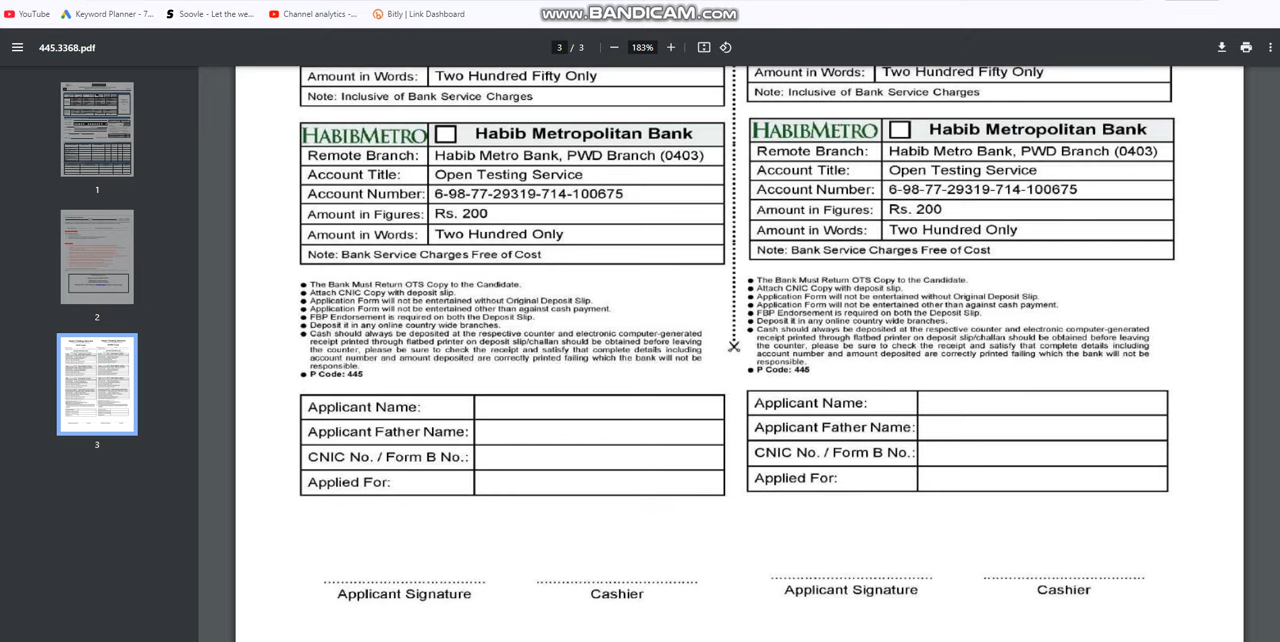 YouTube
Keyword Planner - 7...
Soovle - Let the we...
Channel analytics -...
Bitly | Link Dashboard
www.BANDICAM.com
445.3368.pdf
3 / 3
183%
1
2
3
Amount in Words: Two Hundred Fifty Only
Note: Inclusive of Bank Service Charges
HABIBMETRO Habib Metropolitan Bank
Remote Branch: Habib Metro Bank, PWD Branch (0403)
Account Title: Open Testing Service
Account Number: 6-98-77-29319-714-100675
Amount in Figures: Rs. 200
Amount in Words: Two Hundred Only
Note: Bank Service Charges Free of Cost
● The Bank Must Return OTS Copy to the Candidate.
● Attach CNIC Copy with deposit slip.
● Application Form will not be entertained without Original Deposit Slip.
● Application Form will not be entertained other than against cash payment.
● FBP Endorsement is required on both the Deposit Slip.
● Deposit it in any online country wide branches.
● Cash should always be deposited at the respective counter and electronic computer-generated
receipt printed through flatbed printer on deposit slip/challan should be obtained before leaving
the counter, please be sure to check the receipt and satisfy that complete details including
account number and amount deposited are correctly printed failing which the bank will not be
responsible.
● P Code: 445
Applicant Name:
Applicant Father Name:
CNIC No. / Form B No.:
Applied For:
Applicant Signature
Cashier
Amount in Words: Two Hundred Fifty Only
Note: Inclusive of Bank Service Charges
HABIBMETRO Habib Metropolitan Bank
Remote Branch: Habib Metro Bank, PWD Branch (0403)
Account Title: Open Testing Service
Account Number: 6-98-77-29319-714-100675
Amount in Figures: Rs. 200
Amount in Words: Two Hundred Only
Note: Bank Service Charges Free of Cost
● The Bank Must Return OTS Copy to the Candidate.
● Attach CNIC Copy with deposit slip.
● Application Form will not be entertained without Original Deposit Slip.
● Application Form will not be entertained other than against cash payment.
● FBP Endorsement is required on both the Deposit Slip.
● Deposit it in any online country wide branches.
● Cash should always be deposited at the respective counter and electronic computer-generated
receipt printed through flatbed printer on deposit slip/challan should be obtained before leaving
the counter, please be sure to check the receipt and satisfy that complete details including
account number and amount deposited are correctly printed failing which the bank will not be
responsible.
● P Code: 445
Applicant Name:
Applicant Father Name:
CNIC No. / Form B No.:
Applied For:
Applicant Signature
Cashier